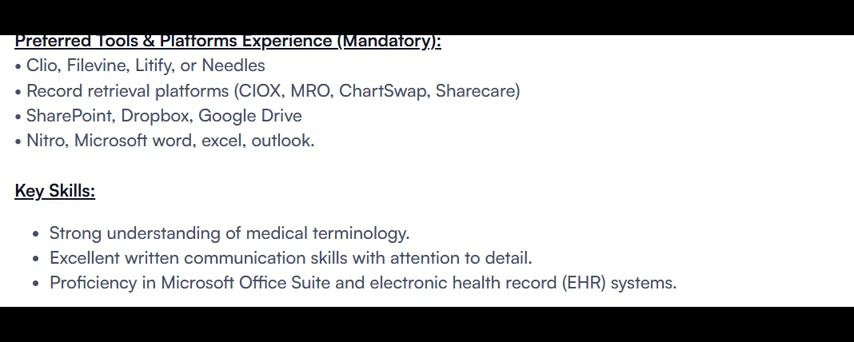 Preferred Tools & Platforms Experience (Mandatory):
• Clio, Filevine, Litify, or Needles
• Record retrieval platforms (CIOX, MRO, ChartSwap, Sharecare)
• SharePoint, Dropbox, Google Drive
• Nitro, Microsoft word, excel, outlook.
Key Skills:
• Strong understanding of medical terminology.
• Excellent written communication skills with attention to detail.
• Proficiency in Microsoft Office Suite and electronic health record (EHR) systems.